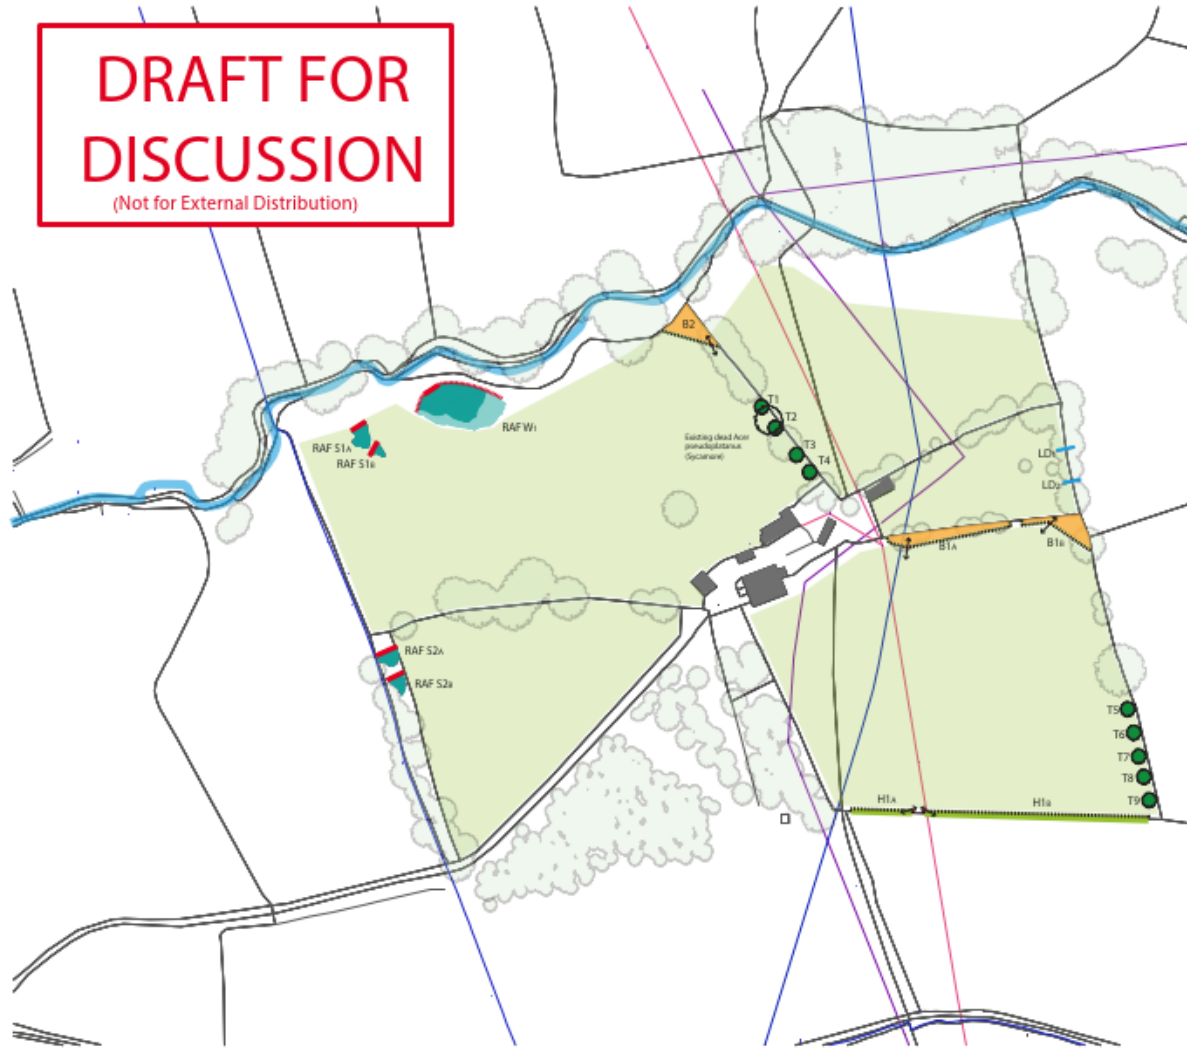 DRAFT FOR
DISCUSSION
(Not for External Distribution)
B2
T1
T2
T3
T4
Existing dead Acer
pseudoplatanus
(Sycamore)
RAF W1
RAF S1A
RAF S1B
LD1
LD2
B1A
B1B
RAF S2A
RAF S2B
T5
T6
T7
T8
T9
H1A
H1B